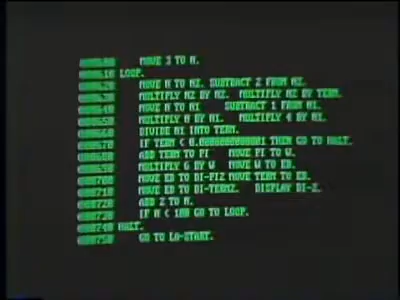 MOVE 3 TO N.
LOOP.
MOVE N TO N2. SUBTRACT 2 FROM N2.
MULTIPLY N2 BY N2. MULTIPLY N2 BY TERM.
MOVE N TO N1 SUBTRACT 1 FROM N1.
MULTIPLY N BY N1. MULTIPLY 4 BY N1.
DIVIDE N1 INTO TERM.
IF TERM < 0.000000000001 THEN GO TO HALT.
ADD TERM TO PI MOVE PI TO W.
MULTIPLY 6 BY W MOVE W TO ED.
MOVE ED TO DI-PIZ MOVE TERM TO ED.
MOVE ED TO DI-TERMZ. DISPLAY DI-Z.
ADD 2 TO N.
IF N < 100 GO TO LOOP.
HALT.
GO TO LO-START.